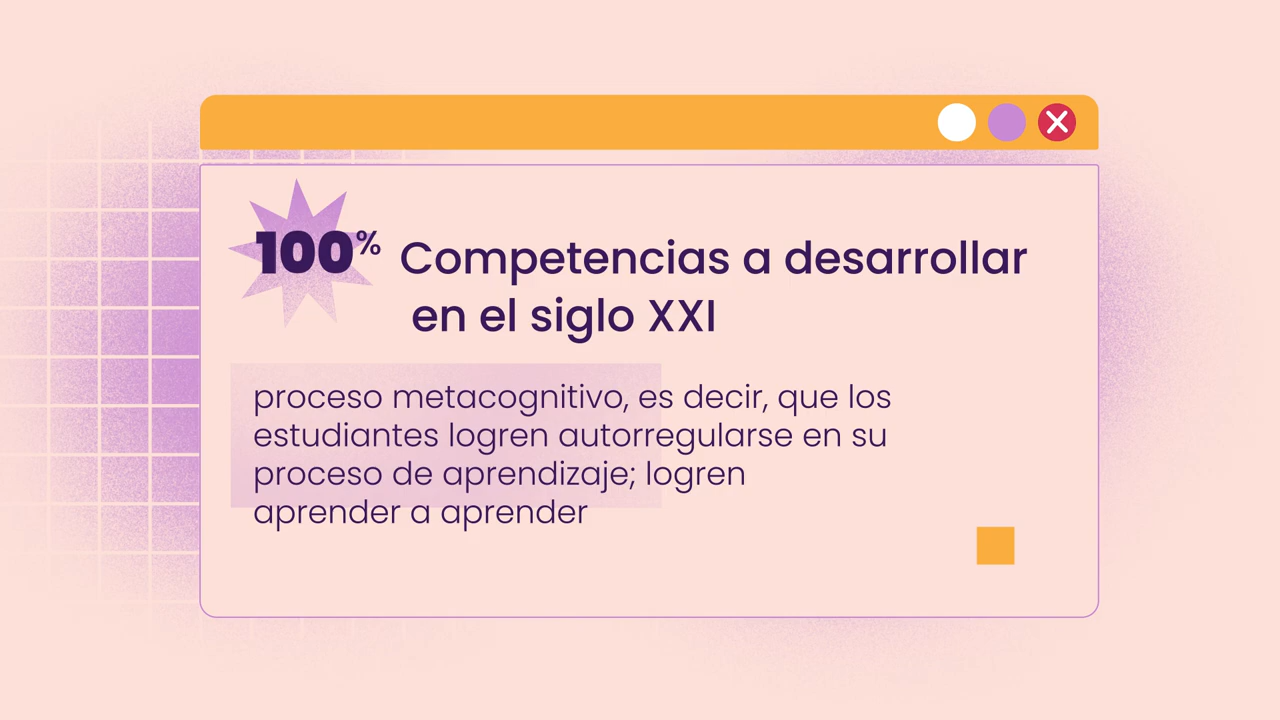 100% Competencias a desarrollar
en el siglo XXI
proceso metacognitivo, es decir, que los
estudiantes logren autorregularse en su
proceso de aprendizaje; logren
aprender a aprender